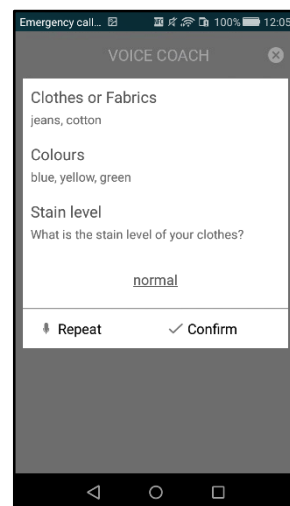 Emergency call... 100% 12:05
VOICE COACH
Clothes or Fabrics
jeans, cotton
Colours
blue, yellow, green
Stain level
What is the stain level of your clothes?
normal
Repeat Confirm